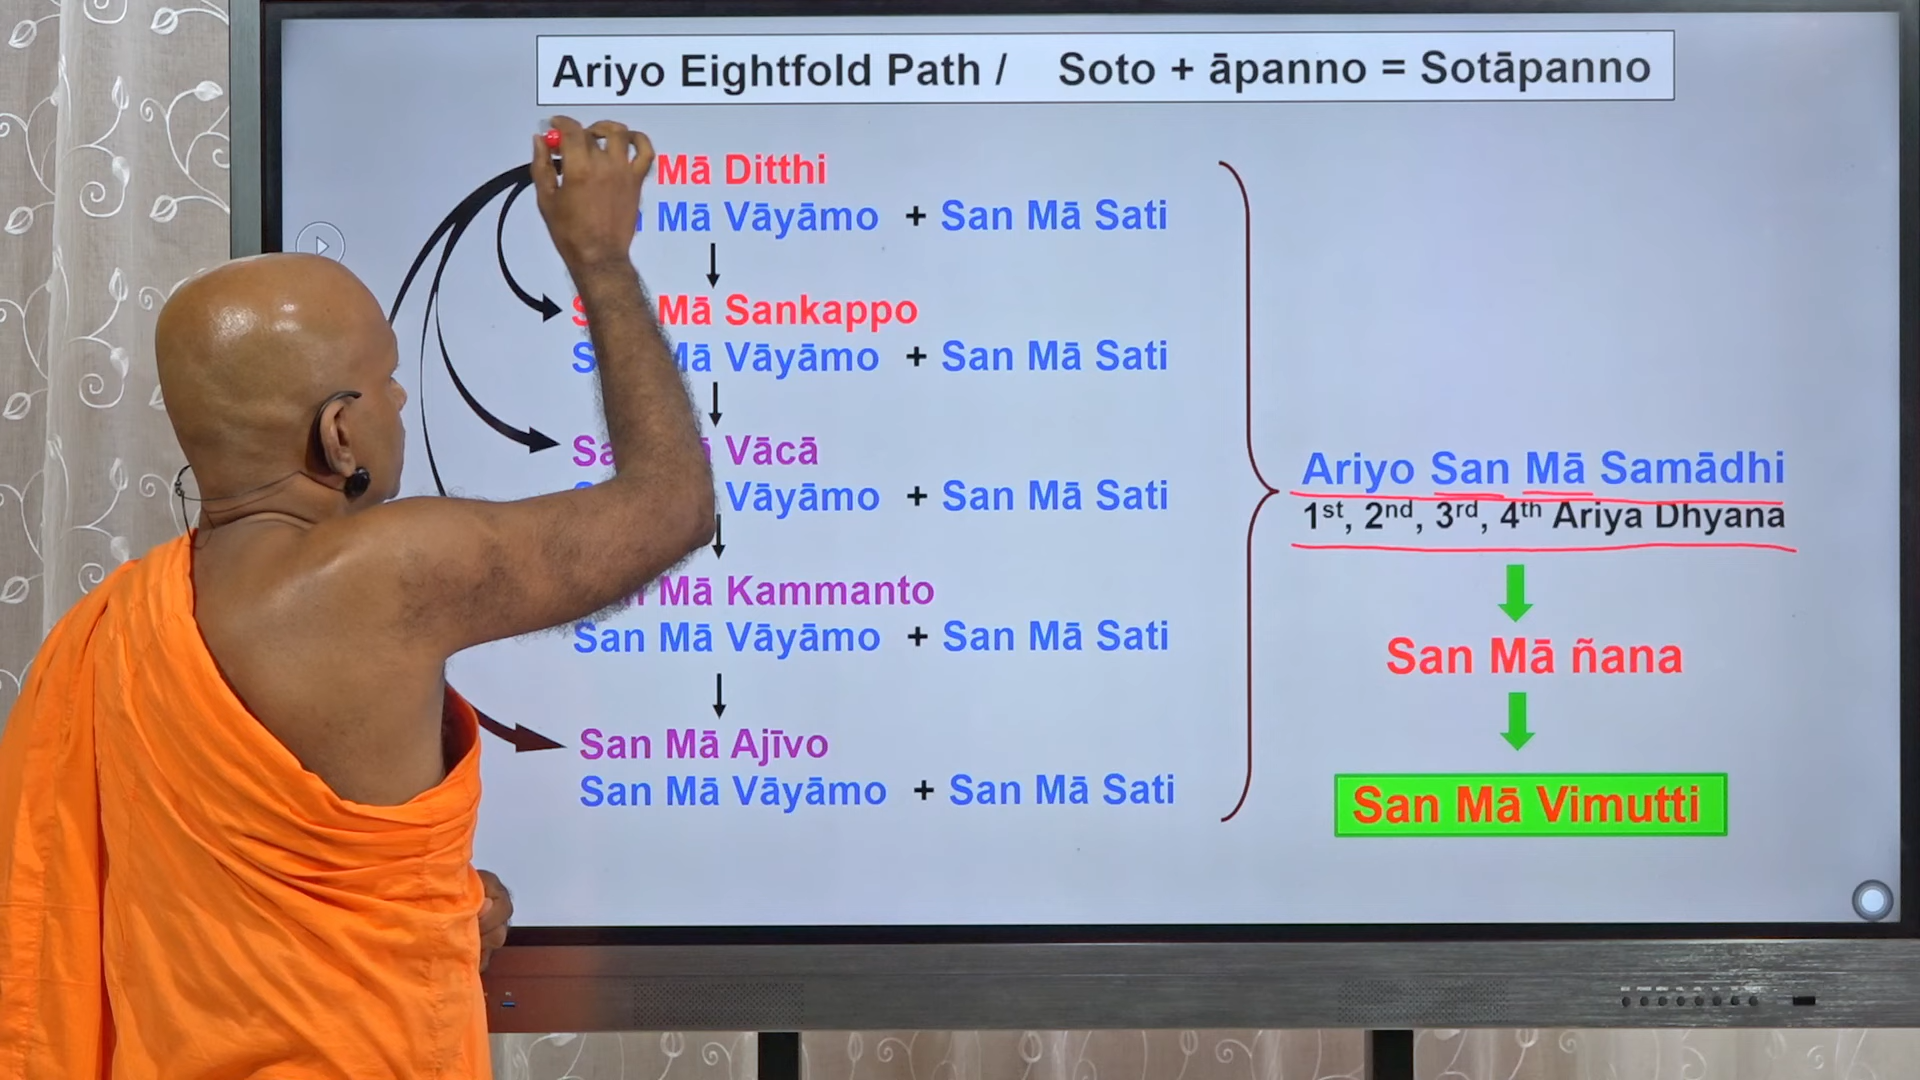 Ariyo Eightfold Path / Soto + āpanno = Sotāpanno
Mā Ditthi
Mā Vāyāmo + San Mā Sati
Mā Sankappo
Mā Vāyāmo + San Mā Sati
Vācā
Vāyāmo + San Mā Sati
Mā Kammanto
San Mā Vāyāmo + San Mā Sati
San Mā Ajīvo
San Mā Vāyāmo + San Mā Sati
Ariyo San Mā Samādhi
1st, 2nd, 3rd, 4th Ariya Dhyana
San Mā ñana
San Mā Vimutti